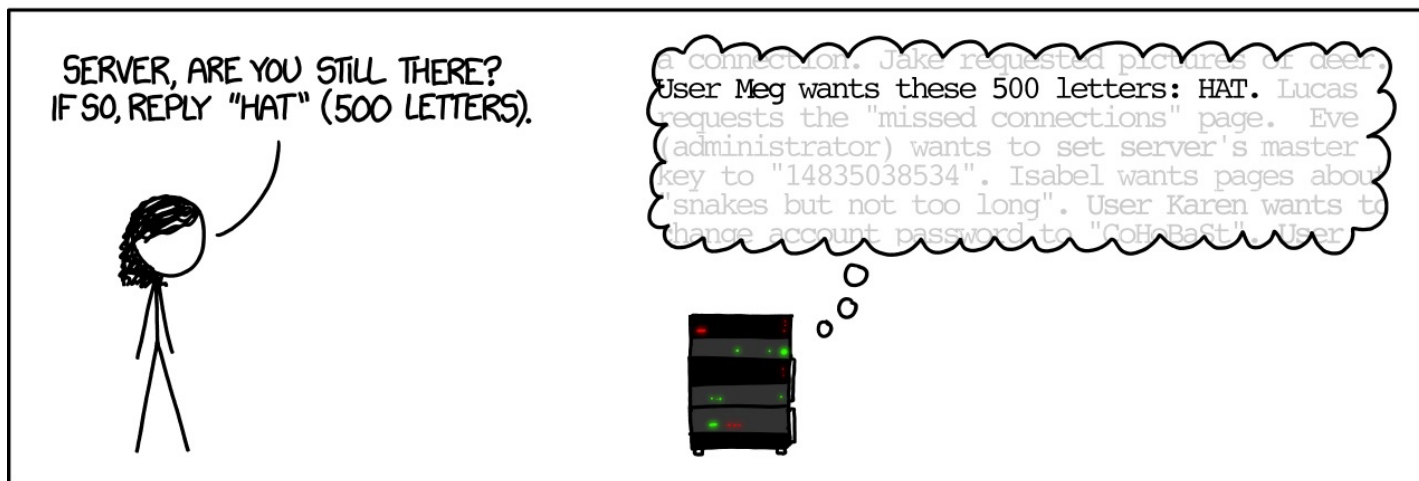 SERVER, ARE YOU STILL THERE?
IF SO, REPLY "HAT" (500 LETTERS).
a connection. Jake requested pictures of deer.
User Meg wants these 500 letters: HAT. Lucas
requests the "missed connections" page. Eve
(administrator) wants to set server's master
key to "14835038534". Isabel wants pages about
"snakes but not too long". User Karen wants to
change account password to "CoHoBaSt". User